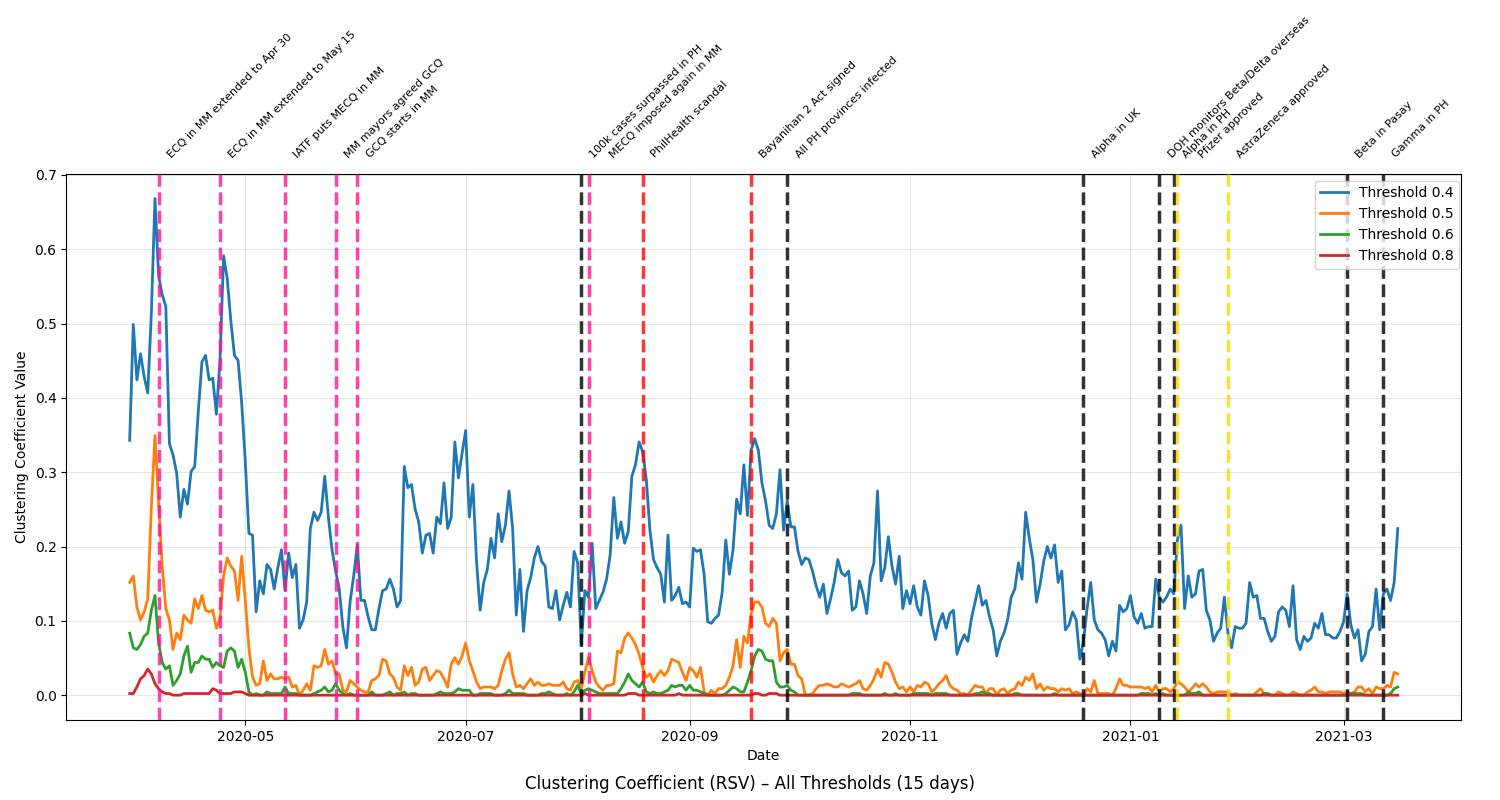 ECQ in MM extended to Apr 30
ECQ in MM extended to May 15
IATF puts MECQ in MM
MM mayors agreed GCQ
GCQ starts in MM
100k cases surpassed in PH
MECQ imposed again in MM
PhilHealth scandal
Bayanihan 2 Act signed
All PH provinces infected
Alpha in UK
DOH monitors Beta/Delta overseas
Alpha in PH
Pfizer approved
AstraZeneca approved
Beta in Pasay
Gamma in PH
Threshold 0.4
Threshold 0.5
Threshold 0.6
Threshold 0.8
Clustering Coefficient Value
0.7
0.6
0.5
0.4
0.3
0.2
0.1
0.0
2020-05
2020-07
2020-09
2020-11
2021-01
2021-03
Date
Clustering Coefficient (RSV) – All Thresholds (15 days)